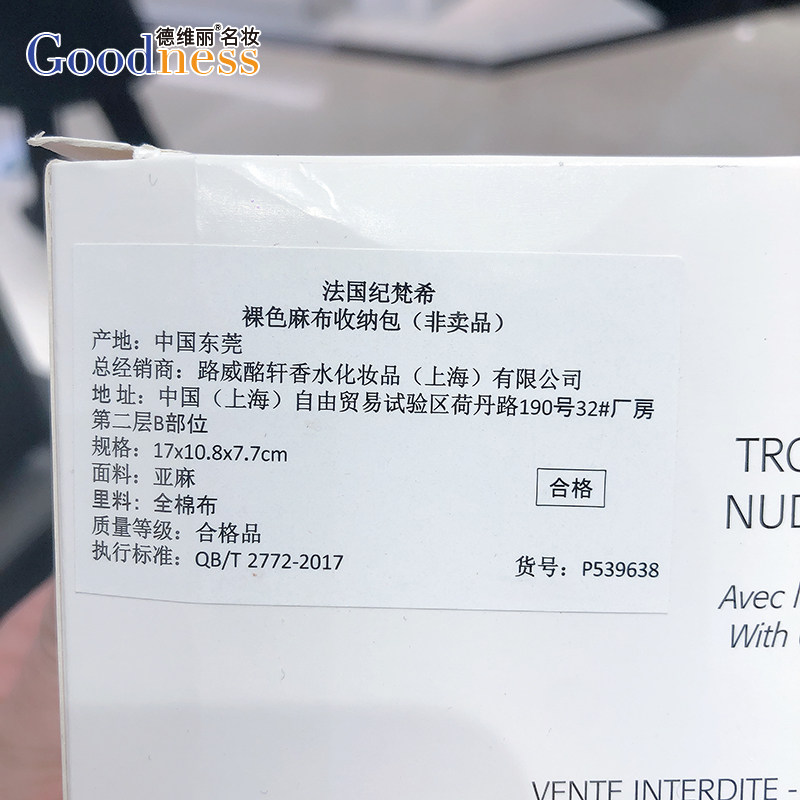 德维丽®名妆
Goodness
法国纪梵希
裸色麻布收纳包（非卖品）
产地：中国东莞
总经销商：路威酩轩香水化妆品（上海）有限公司
地 址：中国（上海）自由贸易试验区荷丹路190号32#厂房
第二层B部位
规格：17x10.8x7.7cm
面料：亚麻
里料：全棉布
质量等级：合格品
执行标准：QB/T 2772-2017
合格
货号：P539638
Avec
With
VENTE INTERDITE -